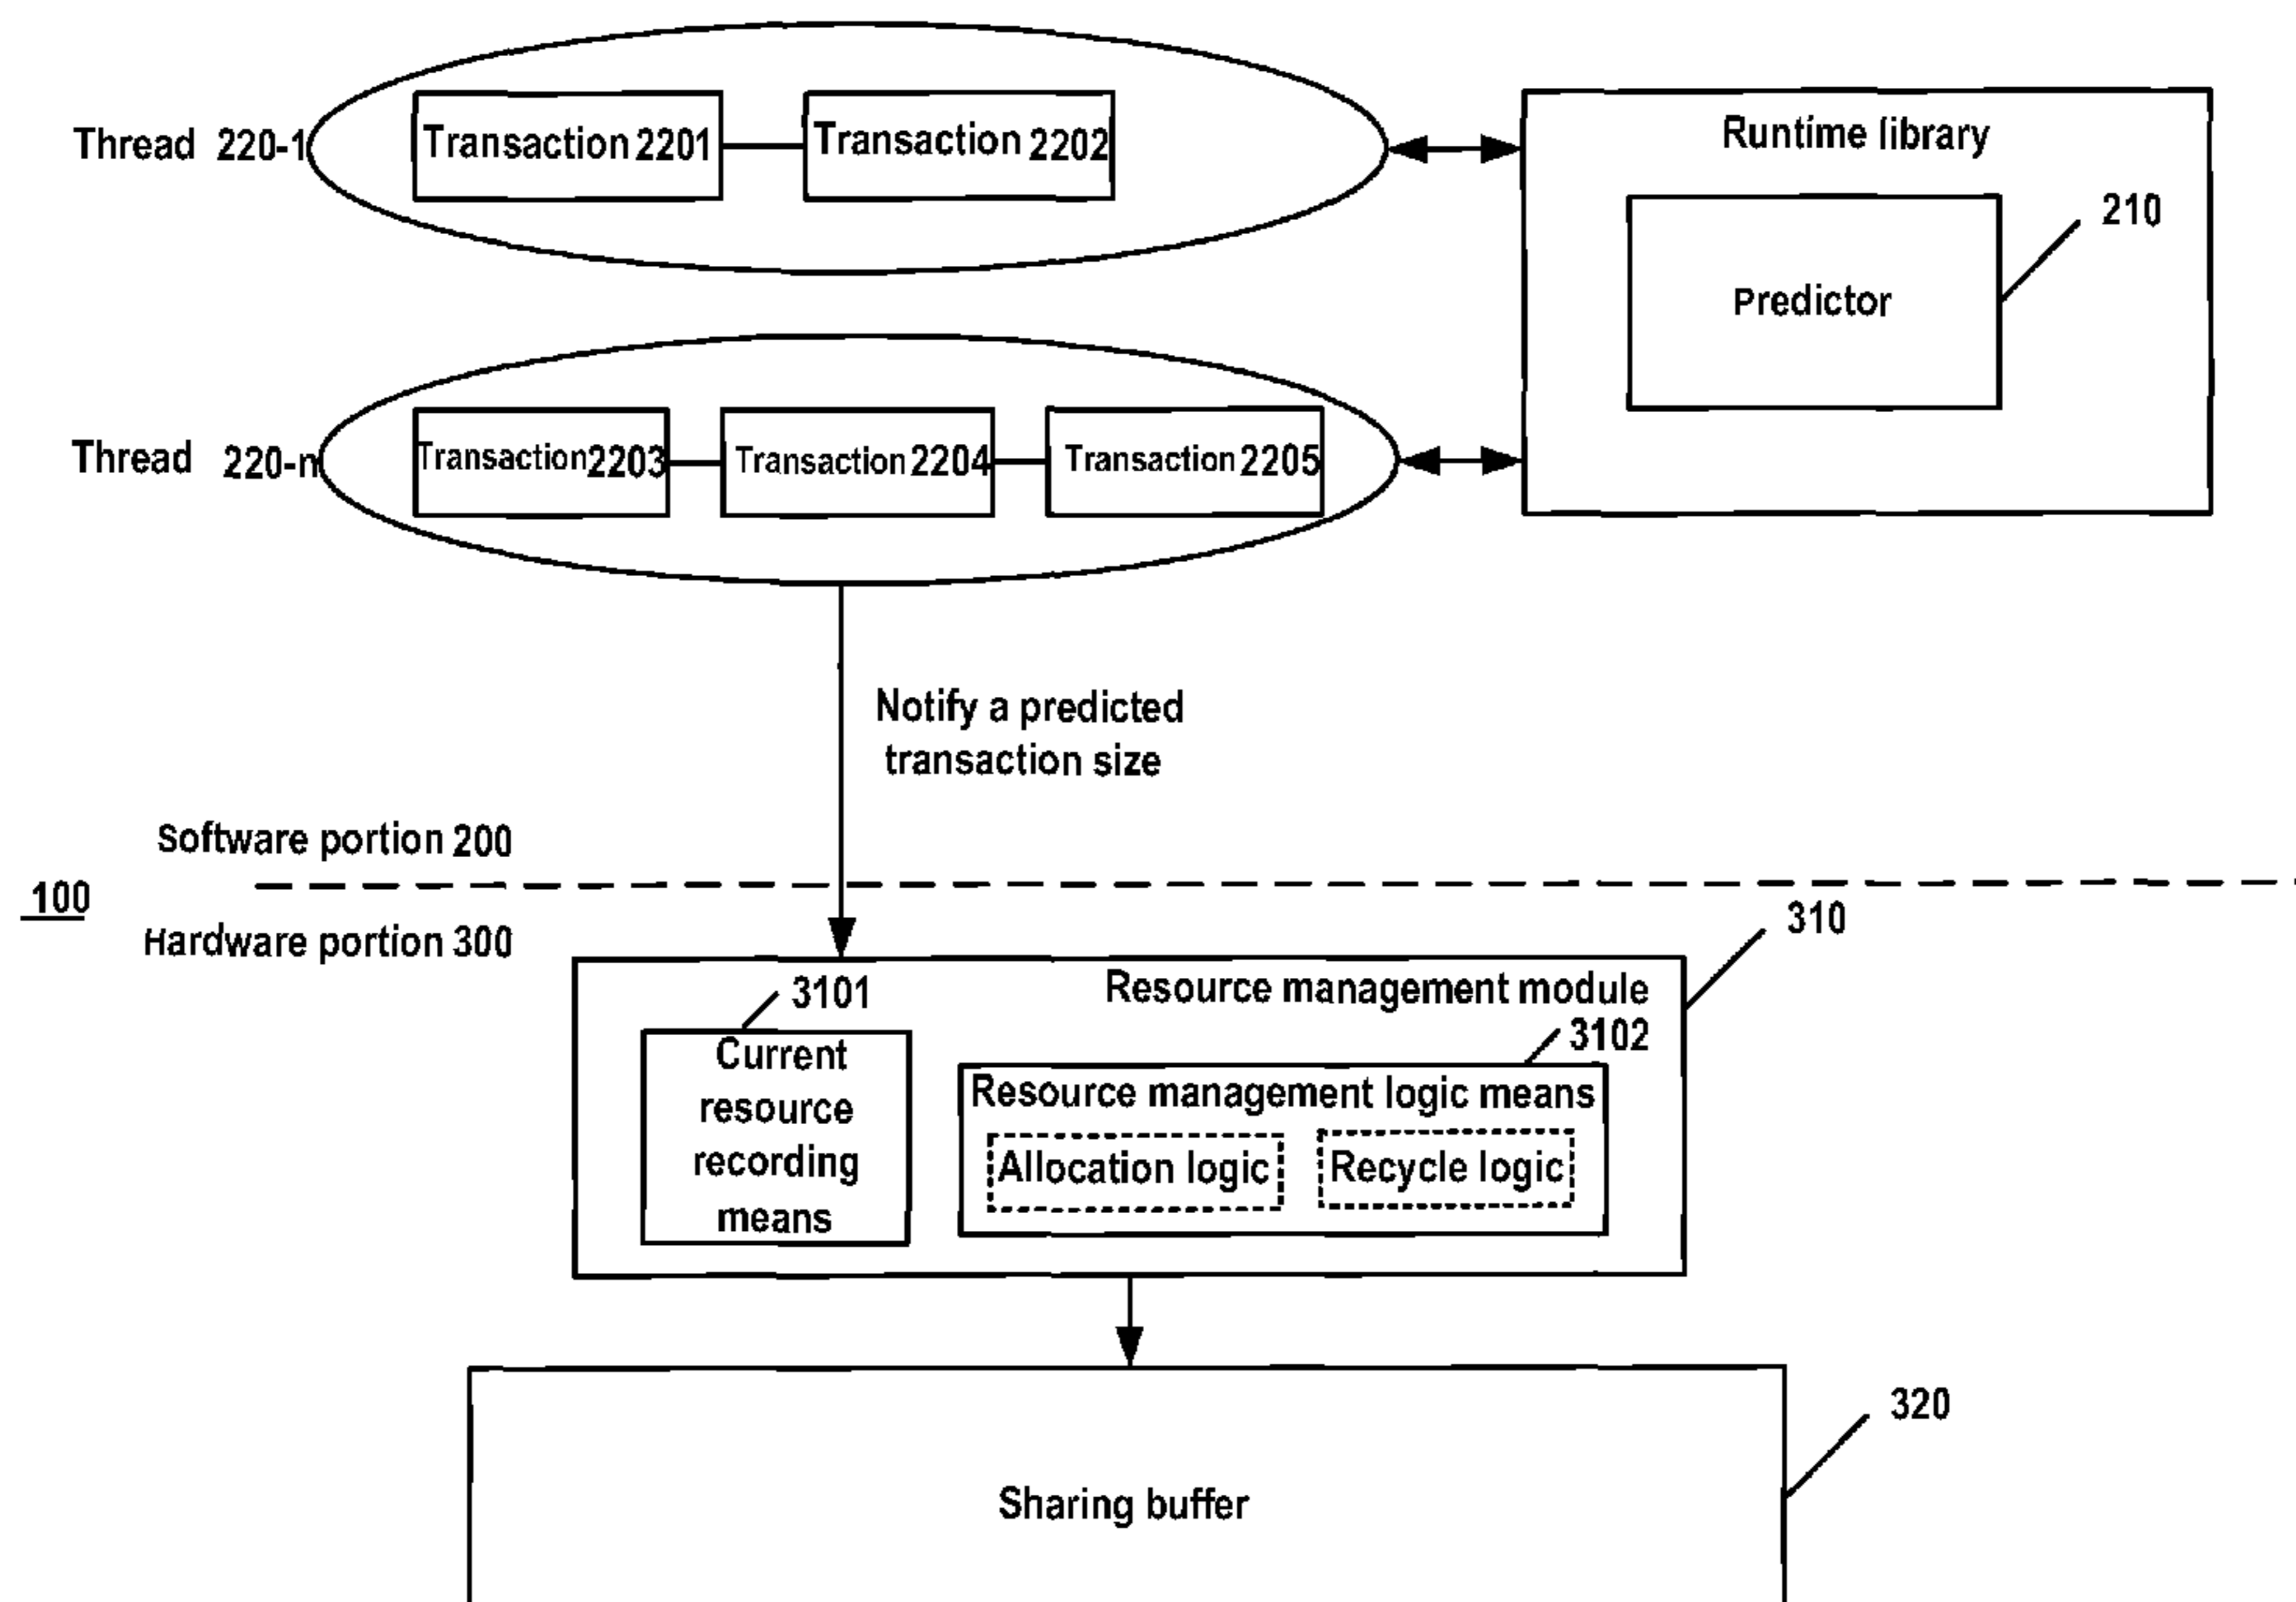 Thread 220-1
Transaction 2201
Transaction 2202
Runtime library
210
Predictor
Thread 220-n
Transaction 2203
Transaction 2204
Transaction 2205
Notify a predicted
transaction size
Software portion 200
100
Hardware portion 300
310
Resource management module
3101
3102
Current
resource
recording
means
Resource management logic means
Allocation logic
Recycle logic
320
Sharing buffer